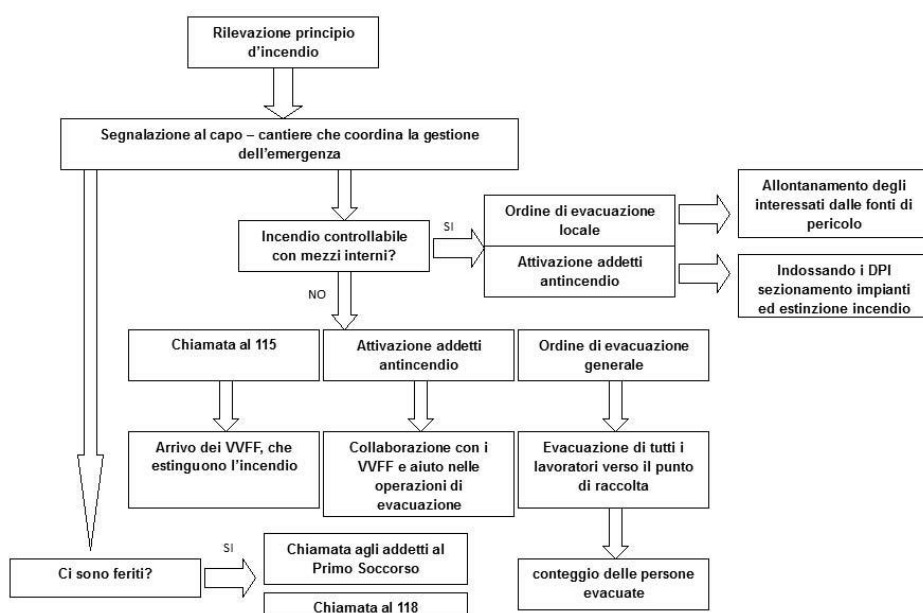 Rilevazione principio
d'incendio
Segnalazione al capo – cantiere che coordina la gestione
dell'emergenza
Incendio controllabile
con mezzi interni?
SI
Ordine di evacuazione
locale
Attivazione addetti
antincendio
Allontanamento degli
interessati dalle fonti di
pericolo
Indossando i DPI
sezionamento impianti
ed estinzione incendio
NO
Chiamata al 115
Attivazione addetti
antincendio
Ordine di evacuazione
generale
Arrivo dei VVFF, che
estinguono l'incendio
Collaborazione con i
VVFF e aiuto nelle
operazioni di
evacuazione
Evacuazione di tutti i
lavoratori verso il punto
di raccolta
Ci sono feriti?
SI
Chiamata agli addetti al
Primo Soccorso
Chiamata al 118
conteggio delle persone
evacuate